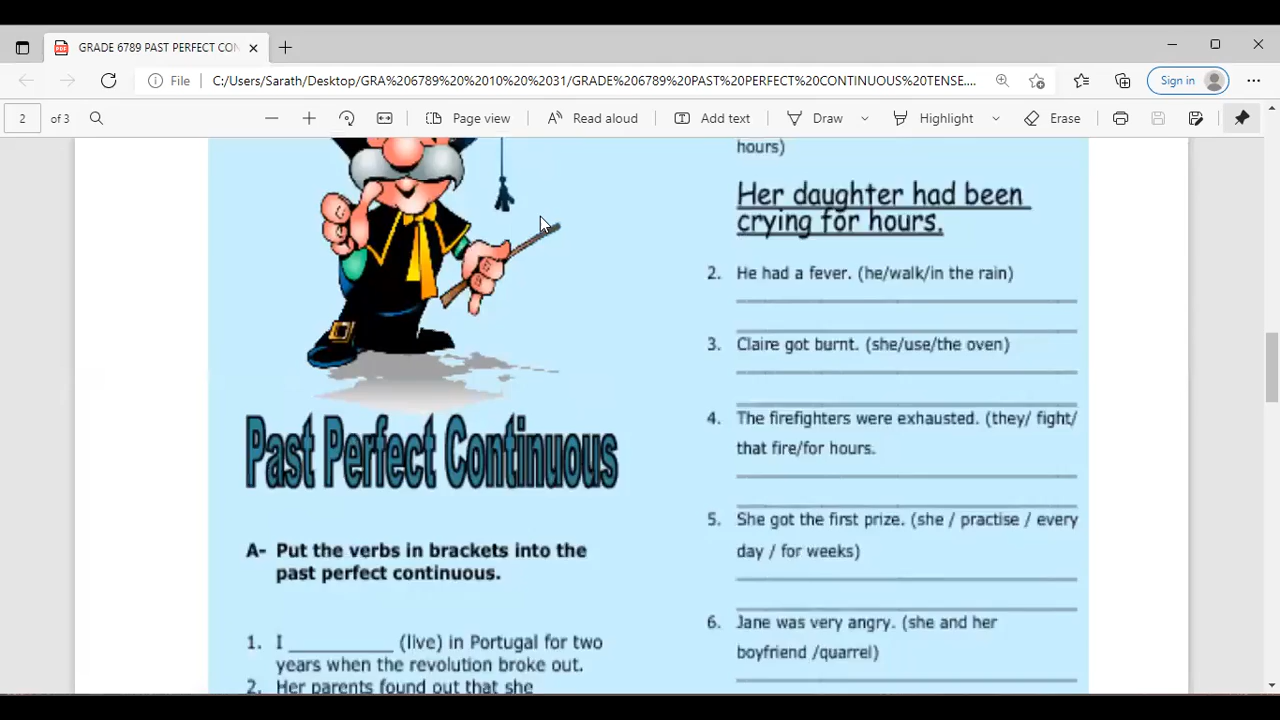 GRADE 6789 PAST PERFECT CON
File
C:/Users/Sarath/Desktop/GRA%206789%20%2010%20%2031/GRADE%206789%20PAST%20PERFECT%20CONTINUOUS%20TENSE....
Sign in
2
of 3
Page view
Read aloud
Add text
Draw
Highlight
Erase
Past Perfect Continuous
A- Put the verbs in brackets into the
past perfect continuous.
1. I __________ (live) in Portugal for two
years when the revolution broke out.
2. Her parents found out that she
hours)
Her daughter had been
crying for hours.
2. He had a fever. (he/walk/in the rain)
3. Claire got burnt. (she/use/the oven)
4. The firefighters were exhausted. (they/ fight/
that fire/for hours.
5. She got the first prize. (she / practise / every
day / for weeks)
6. Jane was very angry. (she and her
boyfriend /quarrel)